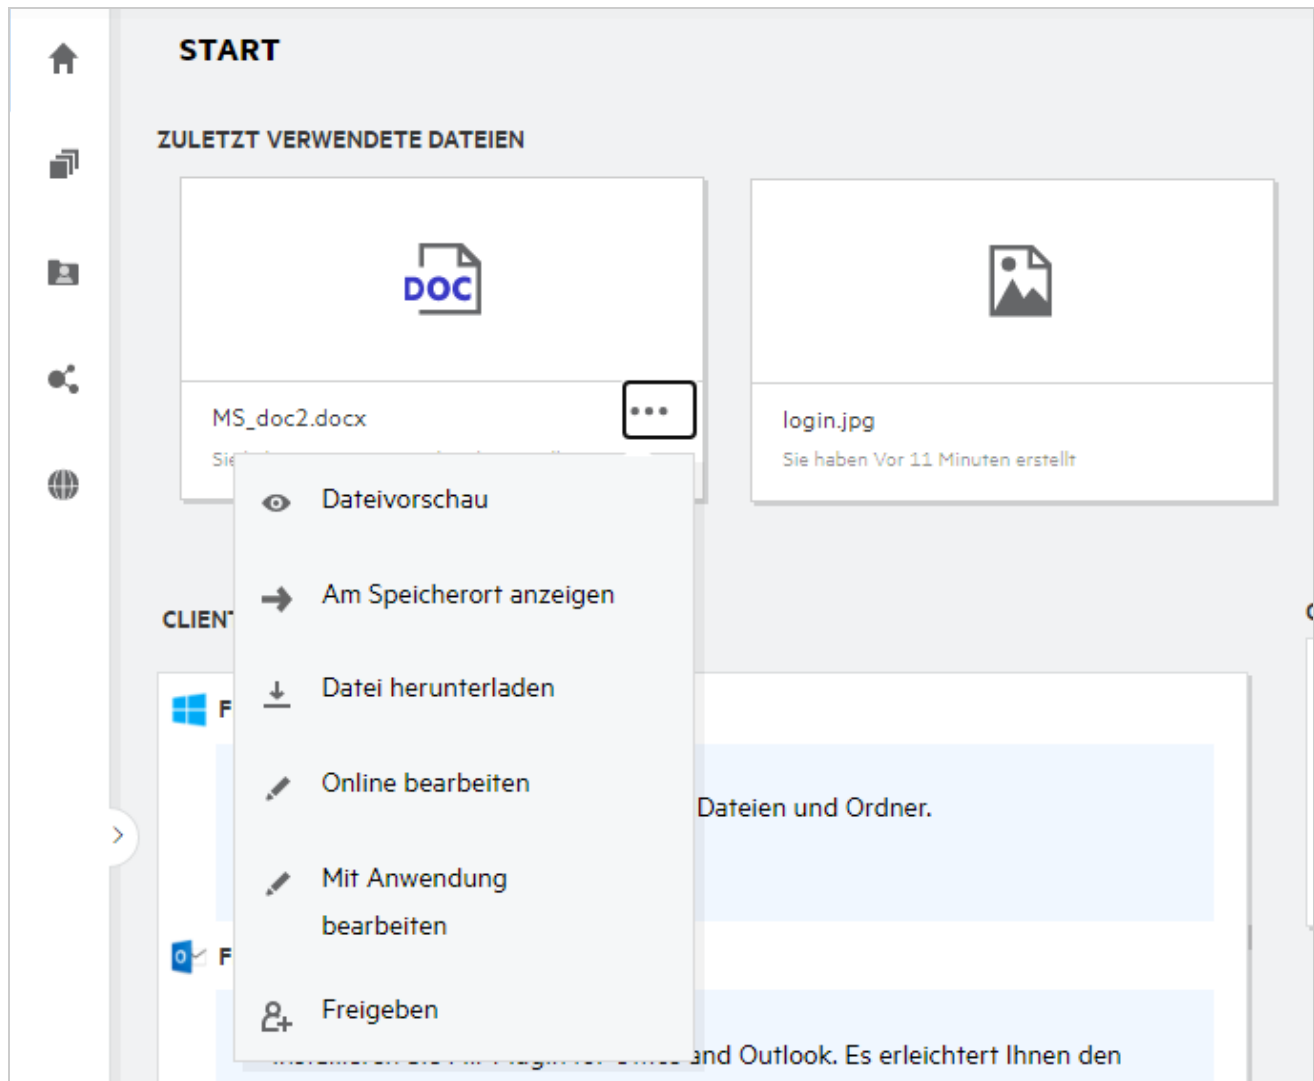 START
ZULETZT VERWENDETE DATEIEN
DOC
MS_doc2.docx
login.jpg
Sie haben Vor 11 Minuten erstellt
Dateivorschau
Am Speicherort anzeigen
CLIENT
Datei herunterladen
F
Online bearbeiten
Dateien und Ordner.
Mit Anwendung
bearbeiten
F
Freigeben
and Outlook. Es erleichtert Ihnen den